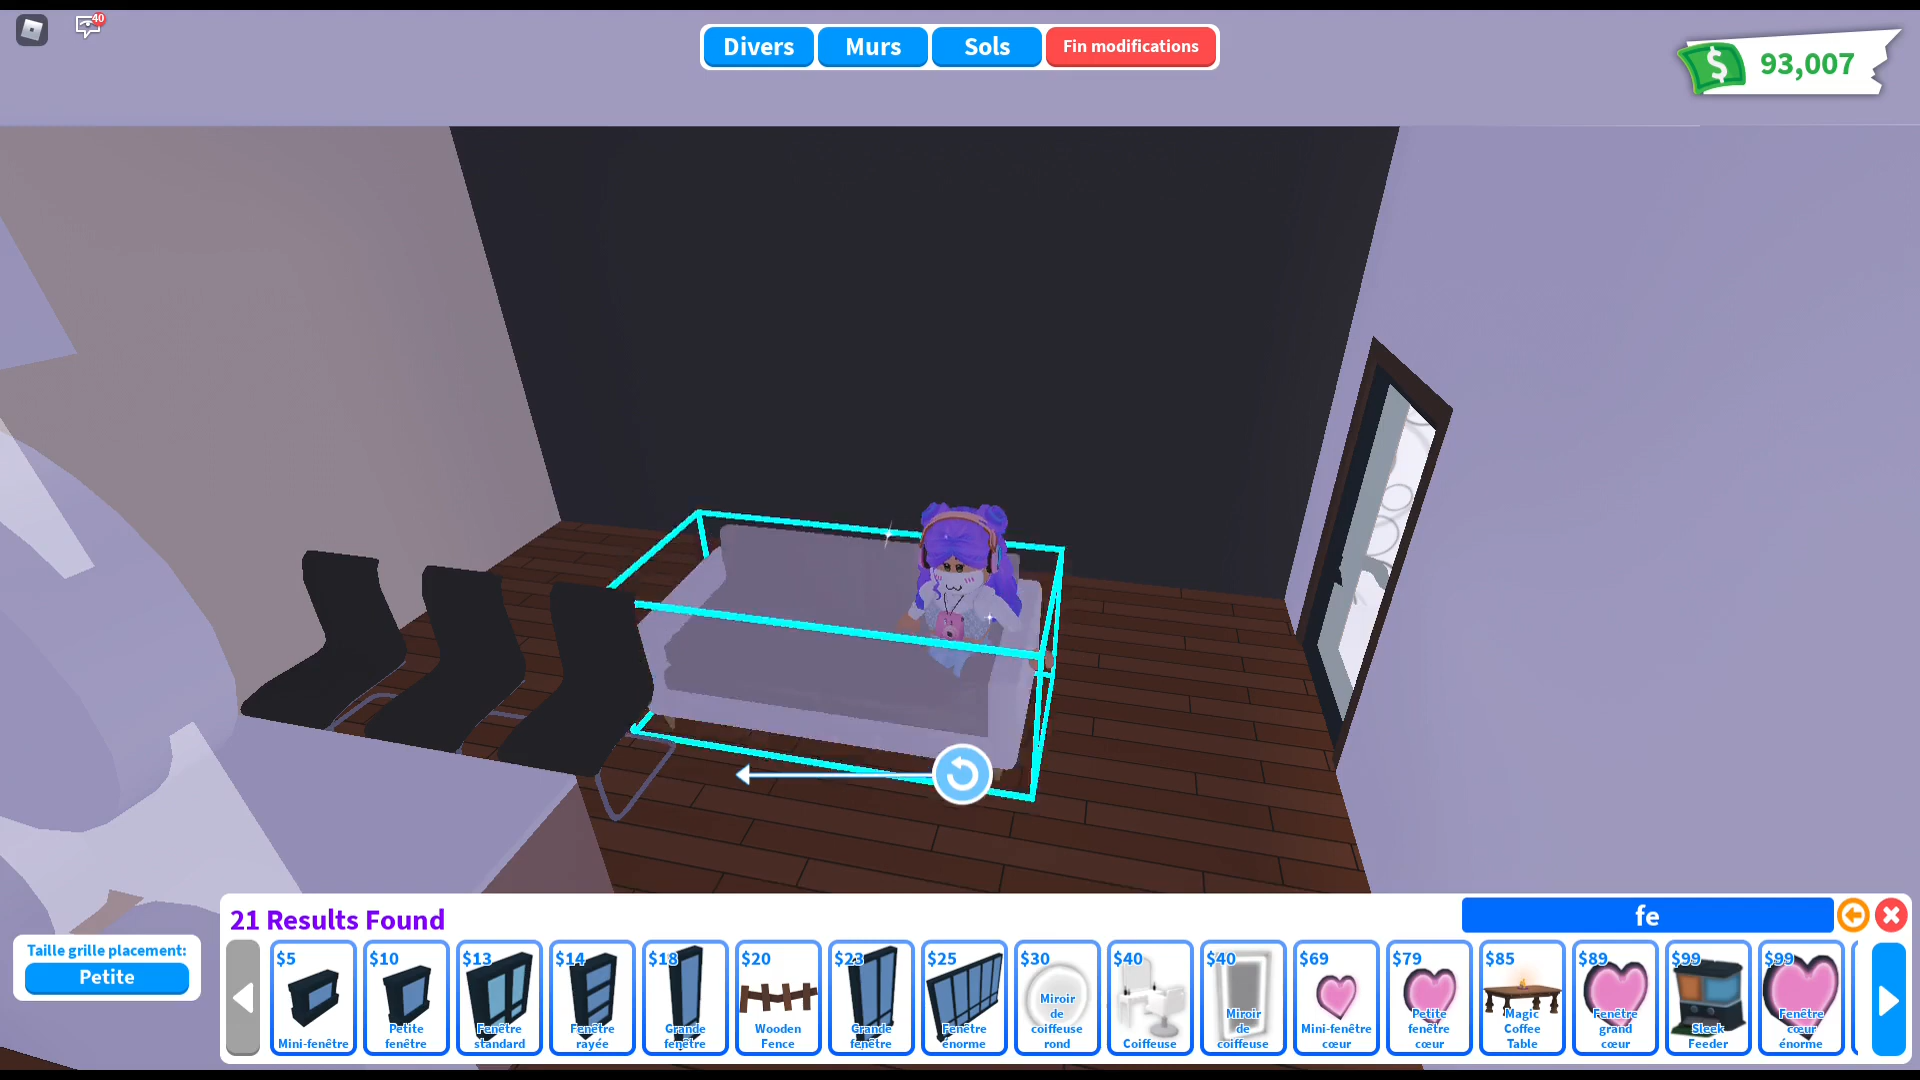 40
Divers
Murs
Sols
Fin modifications
$ 93,007
21 Results Found
fe
Taille grille placement:
Petite
$5
Mini-fenêtre
$10
Petite
fenêtre
$13
Fenêtre
standard
$14
Fenêtre
rayée
$18
Grande
fenêtre
$20
Wooden
Fence
$23
Grande
fenêtre
$25
Fenêtre
énorme
$30
Miroir
de
coiffeuse
rond
$40
Coiffeuse
$40
Miroir
de
coiffeuse
$69
Mini-fenêtre
cœur
$79
Petite
fenêtre
cœur
$85
Magic
Coffee
Table
$89
Fenêtre
grand
cœur
$99
Sleek
Feeder
$99
Fenêtre
cœur
énorme